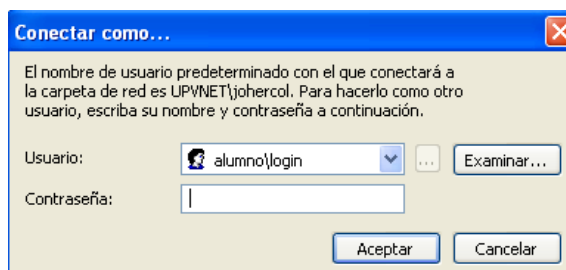 Conectar como...
El nombre de usuario predeterminado con el que conectará a
la carpeta de red es UPVNET\johercol. Para hacerlo como otro
usuario, escriba su nombre y contraseña a continuación.
Usuario: alumno\login ... Examinar...
Contraseña:
Aceptar Cancelar